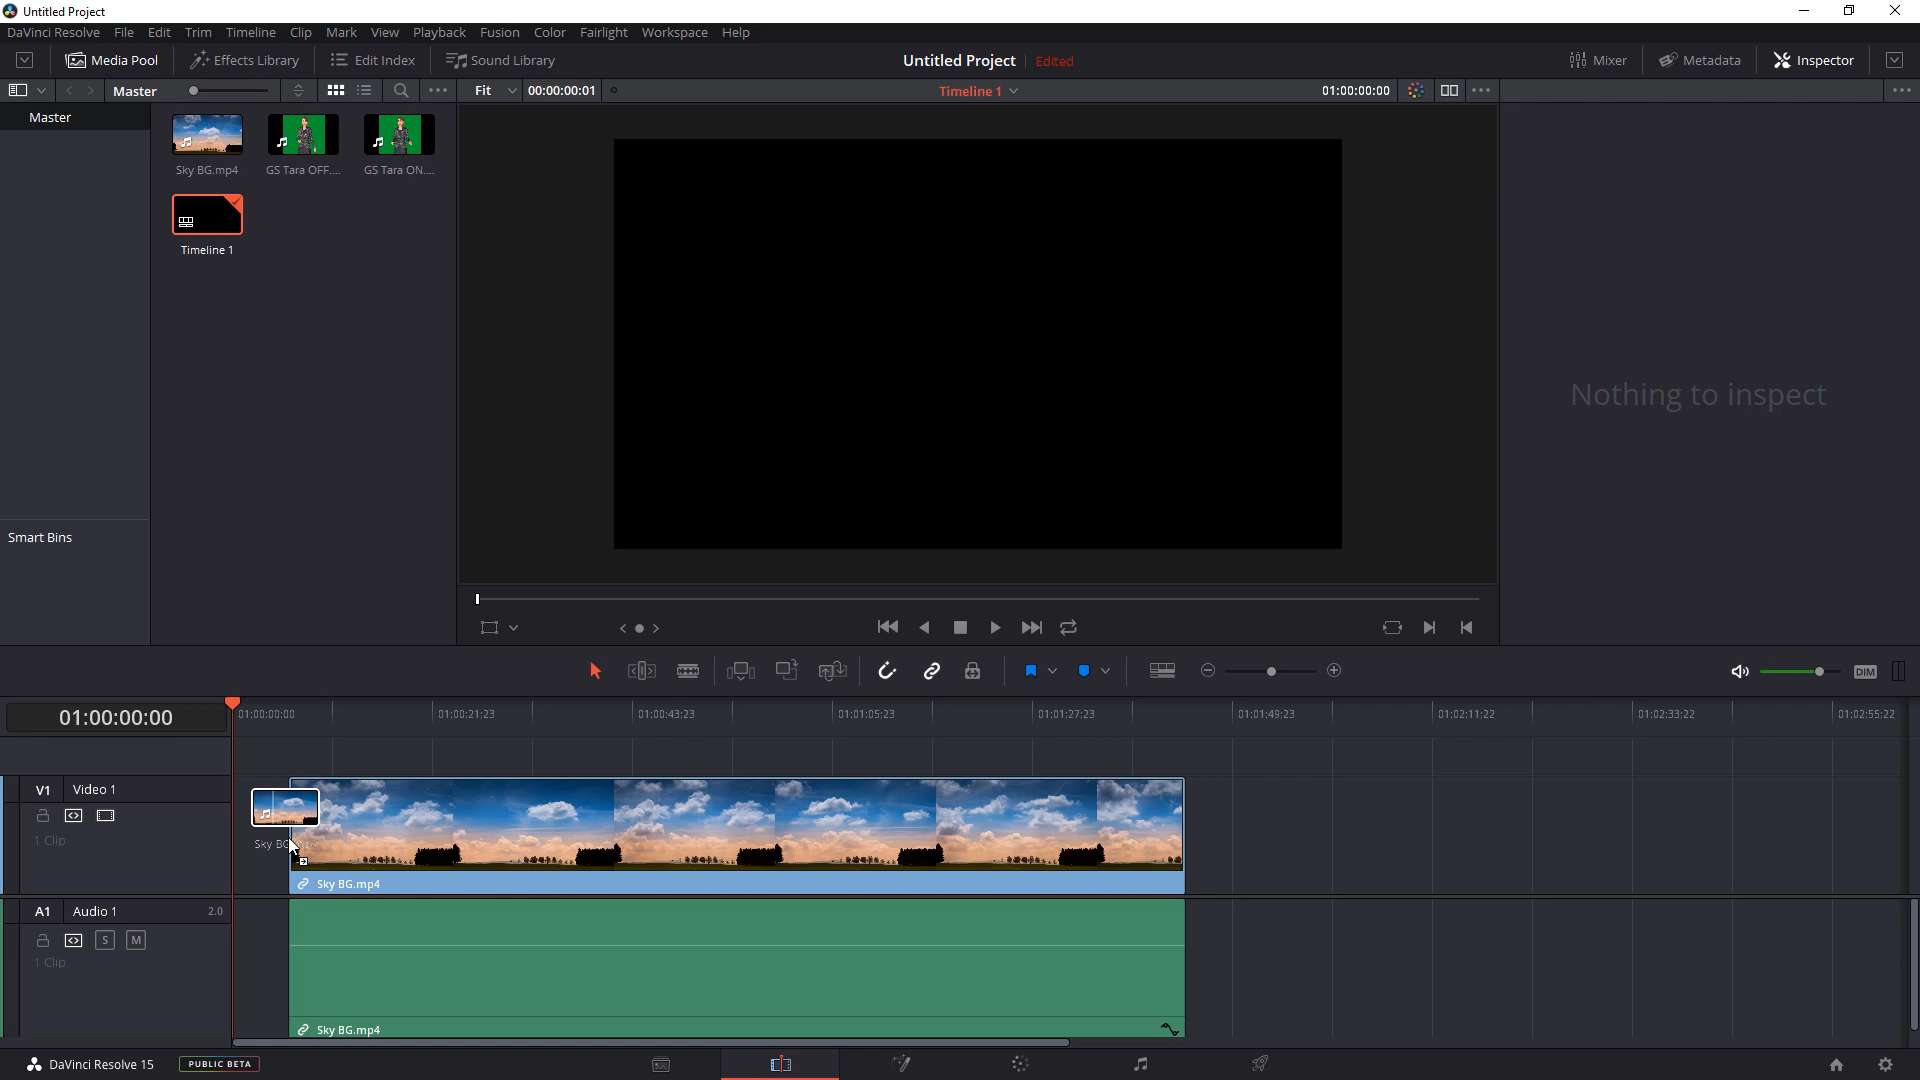 Untitled Project
DaVinci Resolve File Edit Trim Timeline Clip Mark View Playback Fusion Color Fairlight Workspace Help
Media Pool Effects Library Edit Index Sound Library Untitled Project Edited Mixer Metadata Inspector
Master Fit 00:00:00:01 Timeline 1 01:00:00:00
Master
Sky BG.mp4 GS Tara OFF.... GS Tara ON....
Timeline 1
Nothing to inspect
Smart Bins
DIM
01:00:00:00 01:00:00:00 01:00:21:23 01:00:43:23 01:01:05:23 01:01:27:23 01:01:49:23 01:02:11:22 01:02:33:22 01:02:55:22
V1 Video 1
1 Clip
Sky BG
Sky BG.mp4
A1 Audio 1 2.0
S M
1 Clip
Sky BG.mp4
DaVinci Resolve 15 PUBLIC BETA